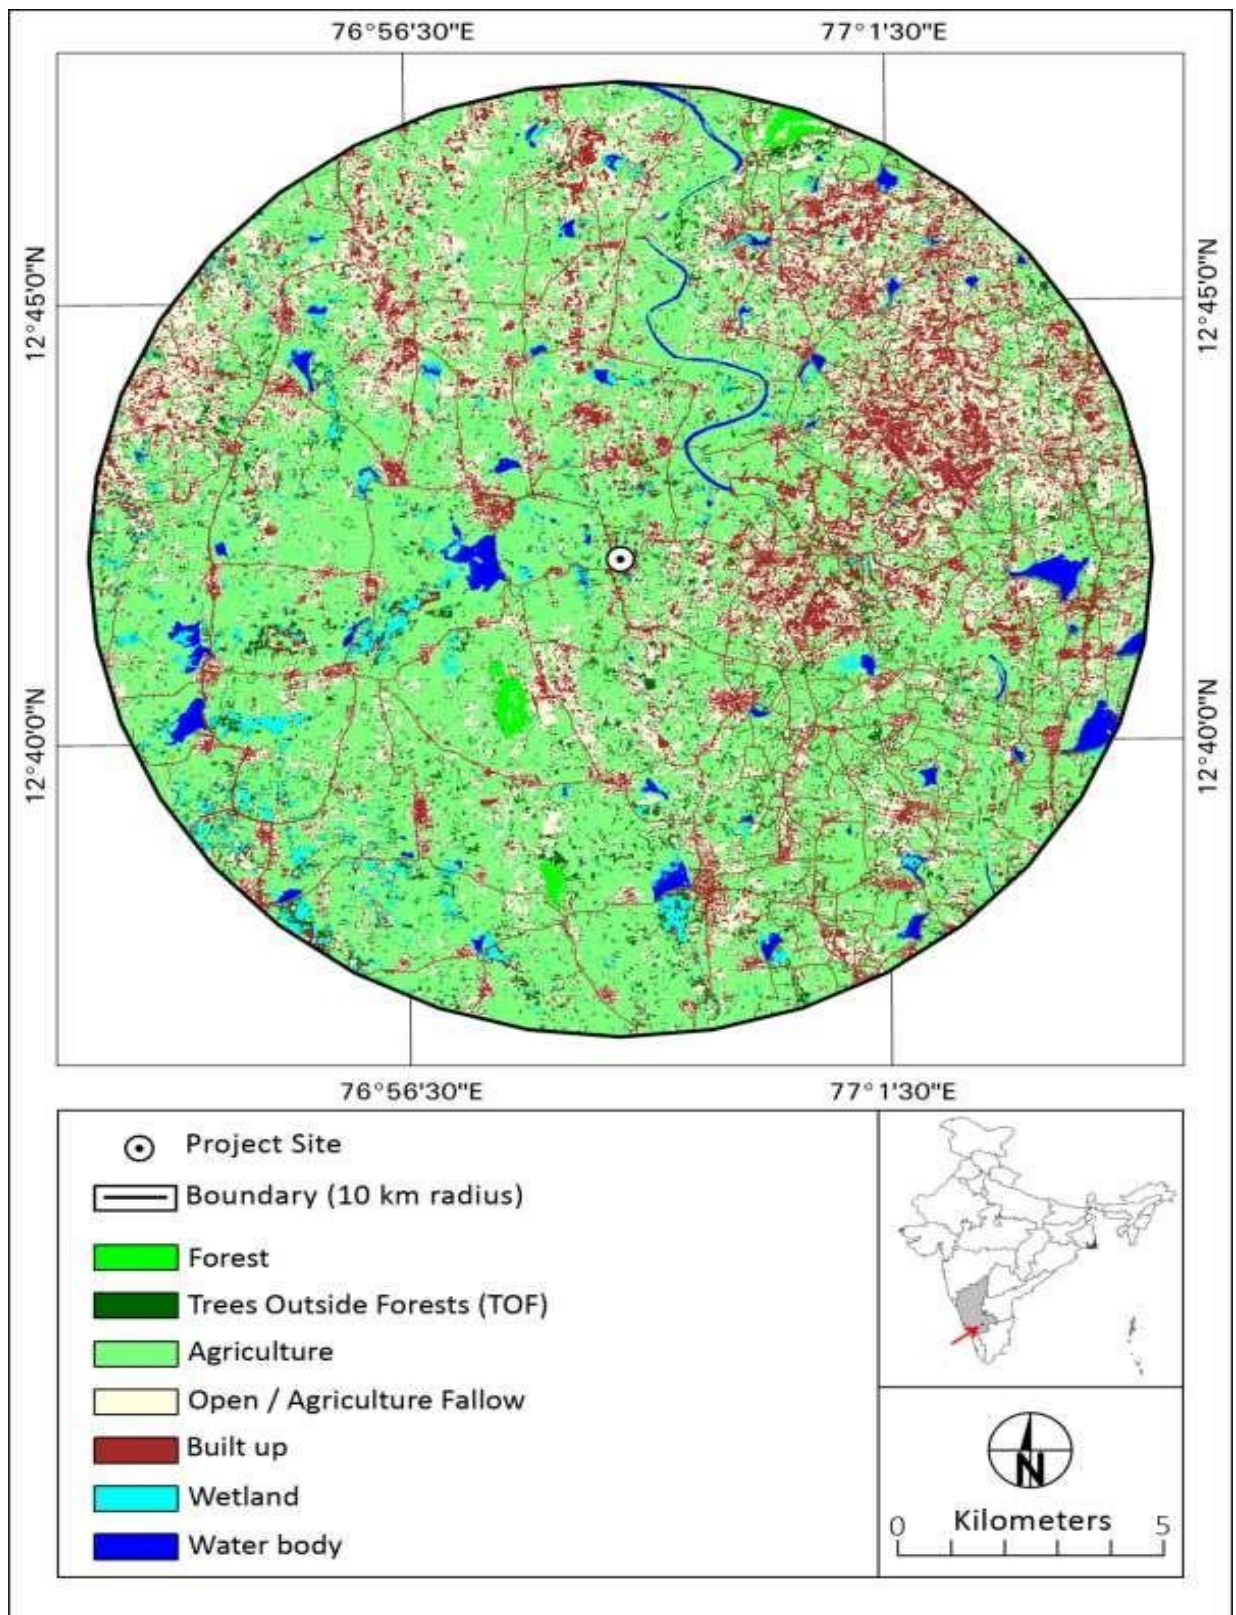 76°56'30"E 77°1'30"E
12°45'0"N 12°45'0"N
12°40'0"N 12°40'0"N
76°56'30"E 77°1'30"E
Project Site
Boundary (10 km radius)
Forest
Trees Outside Forests (TOF)
Agriculture
Open / Agriculture Fallow
Built up
Wetland
Water body
N
Kilometers
0 5